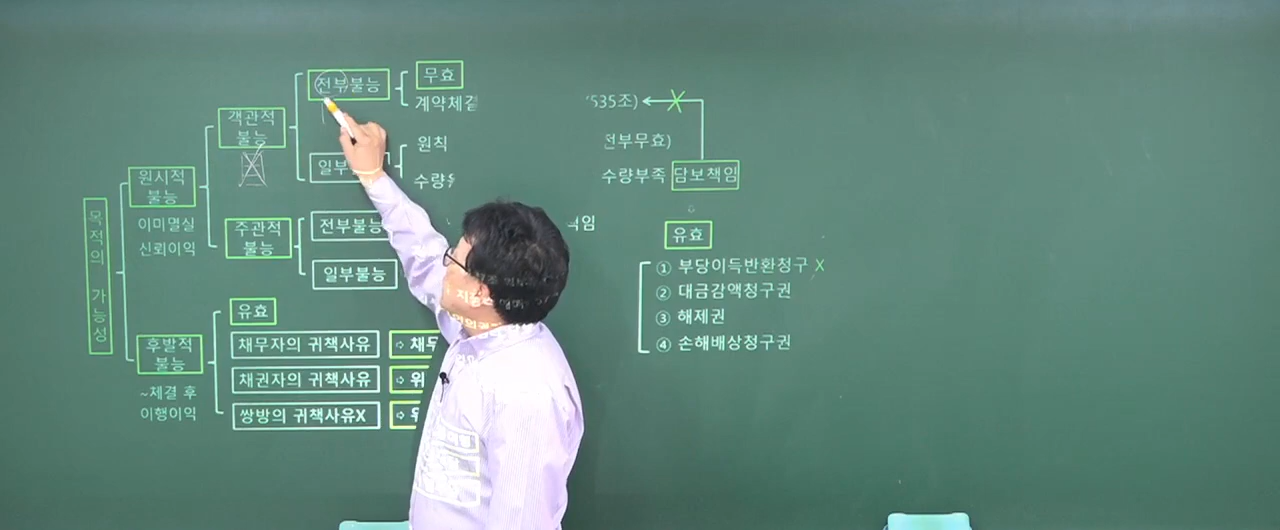 목적의 가능성
원시적
불능
이미멸실
신뢰이익
객관적
불능
전부불능
무효
계약체결
535조)
원칙
전부무효)
일부
수량
수량부족 담보책임
주관적
불능
전부불능
책임
일부불능
유효
① 부당이득반환청구 X
② 대금감액청구권
③ 해제권
④ 손해배상청구권
후발적
불능
~체결 후
이행이익
유효
채무자의 귀책사유 ⇨ 채무
채권자의 귀책사유 ⇨ 위
쌍방의 귀책사유X ⇨ 위